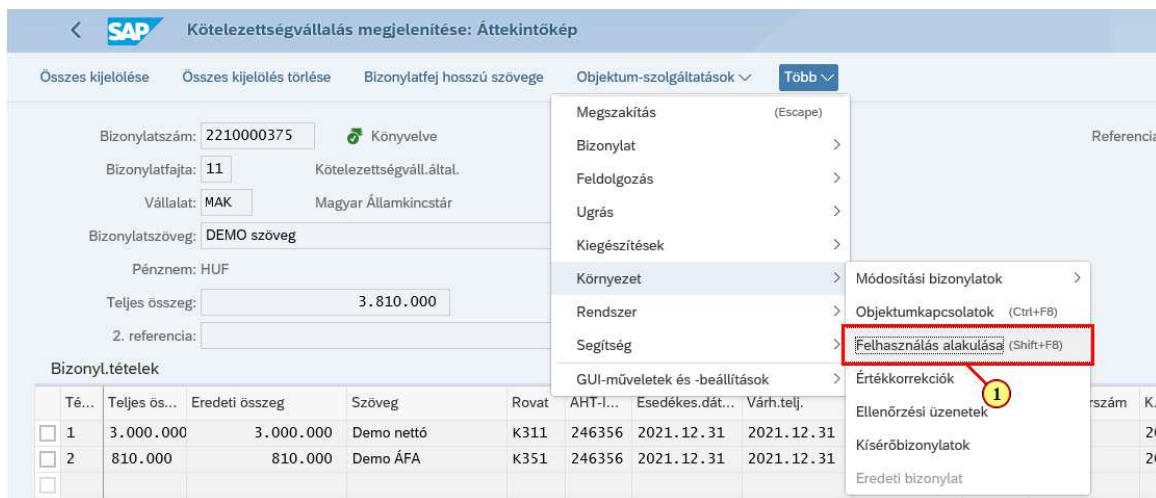 SAP Kötelezettségvállalás megjelenítése: Áttekintőkép
Összes kijelölése Összes kijelölés törlése Bizonylatfej hosszú szövege Objektum-szolgáltatások Több
Megszakítás (Escape)
Bizonylat
Feldolgozás
Ugrás
Kiegészítések
Környezet
Rendszer
Segítség
GUI-műveletek és -beállítások
Módosítási bizonylatok
Objektumkapcsolatok (Ctrl+F8)
Felhasználás alakulása (Shift+F8)
Értékkorrekciók
1
Ellenőrzési üzenetek
Kísérőbizonylatok
Eredeti bizonylat
Bizonylatszám: 2210000375 Könyvelve
Bizonylatfajta: 11 Kötelezettségváll.által.
Vállalat: MAK Magyar Államkincstár
Bizonylatszöveg: DEMO szöveg
Pénznem: HUF
Teljes összeg: 3.810.000
2. referencia:
Referencia
Bizonyl.tételek
Té... Teljes ös... Eredeti összeg Szöveg Rovat AHT-I... Esedékes.dát... Várh.telj. rszám K.
1 3.000.000 3.000.000 Demo nettó K311 246356 2021.12.31 2021.12.31
2 810.000 810.000 Demo ÁFA K351 246356 2021.12.31 2021.12.31